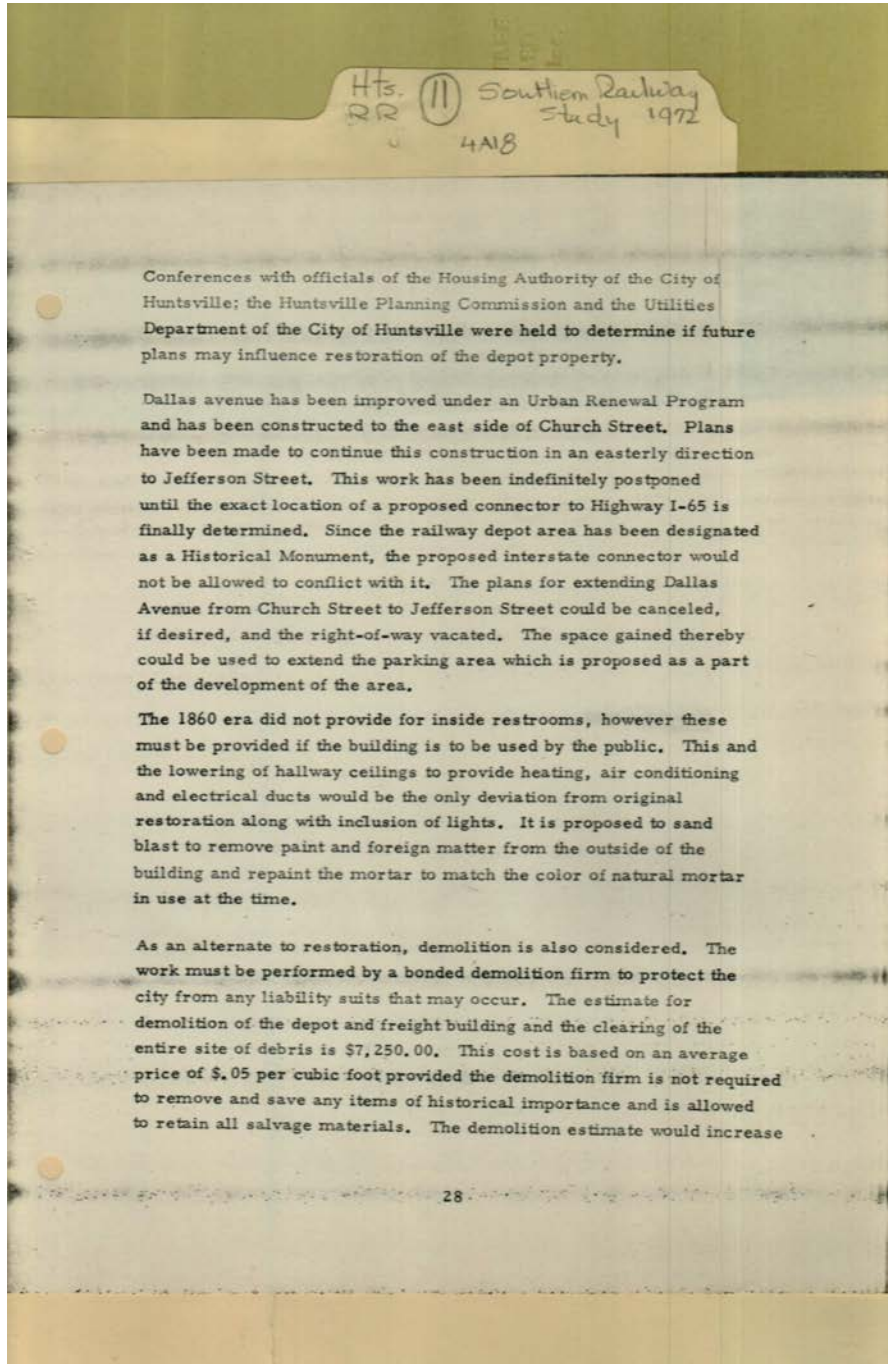 Hts. 11 Southern Railway
RR Study 1972
4A18
Conferences with officials of the Housing Authority of the City of
Huntsville; the Huntsville Planning Commission and the Utilities
Department of the City of Huntsville were held to determine if future
plans may influence restoration of the depot property.
Dallas avenue has been improved under an Urban Renewal Program
and has been constructed to the east side of Church Street. Plans
have been made to continue this construction in an easterly direction
to Jefferson Street. This work has been indefinitely postponed
until the exact location of a proposed connector to Highway I-65 is
finally determined. Since the railway depot area has been designated
as a Historical Monument, the proposed interstate connector would
not be allowed to conflict with it. The plans for extending Dallas
Avenue from Church Street to Jefferson Street could be canceled,
if desired, and the right-of-way vacated. The space gained thereby
could be used to extend the parking area which is proposed as a part
of the development of the area.
The 1860 era did not provide for inside restrooms, however these
must be provided if the building is to be used by the public. This and
the lowering of hallway ceilings to provide heating, air conditioning
and electrical ducts would be the only deviation from original
restoration along with inclusion of lights. It is proposed to sand
blast to remove paint and foreign matter from the outside of the
building and repaint the mortar to match the color of natural mortar
in use at the time.
As an alternate to restoration, demolition is also considered. The
work must be performed by a bonded demolition firm to protect the
city from any liability suits that may occur. The estimate for
demolition of the depot and freight building and the clearing of the
entire site of debris is $7,250.00. This cost is based on an average
price of $.05 per cubic foot provided the demolition firm is not required
to remove and save any items of historical importance and is allowed
to retain all salvage materials. The demolition estimate would increase
28